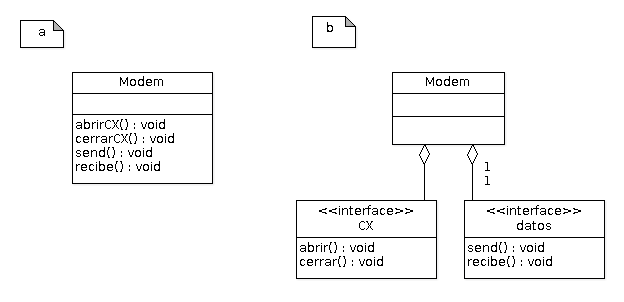 a
Modem
abrirCX() : void
cerrarCX() : void
send() : void
recibe() : void
b
Modem
1
1
<<interface>>
CX
abrir() : void
cerrar() : void
<<interface>>
datos
send() : void
recibe() : void